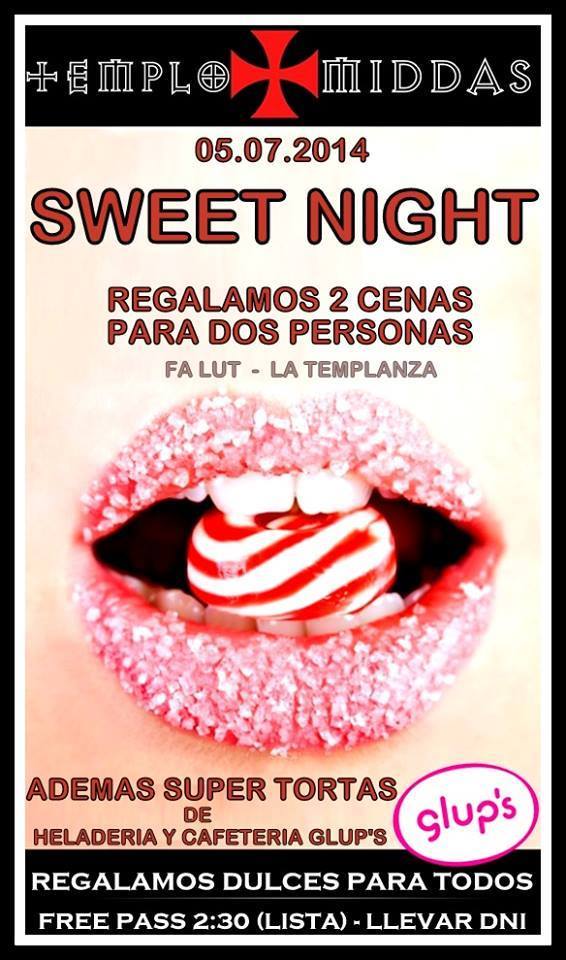 TEMPLO MIDDAS
05.07.2014
SWEET NIGHT
REGALAMOS 2 CENAS
PARA DOS PERSONAS
FA LUT - LA TEMPLANZA
ADEMAS SUPER TORTAS
DE
HELADERIA Y CAFETERIA GLUP'S
glup's
REGALAMOS DULCES PARA TODOS
FREE PASS 2:30 (LISTA) - LLEVAR DNI